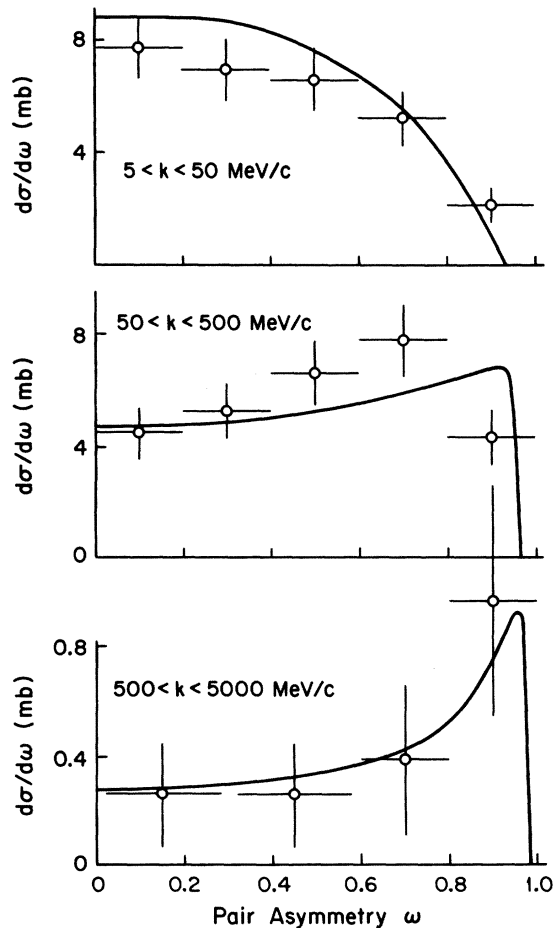 8
4
dσ/dω (mb)
5 < k < 50 MeV/c
8
4
0
dσ/dω (mb)
50 < k < 500 MeV/c
0.8
0.4
0
dσ/dω (mb)
500 < k < 5000 MeV/c
0 0.2 0.4 0.6 0.8 1.0
Pair Asymmetry ω